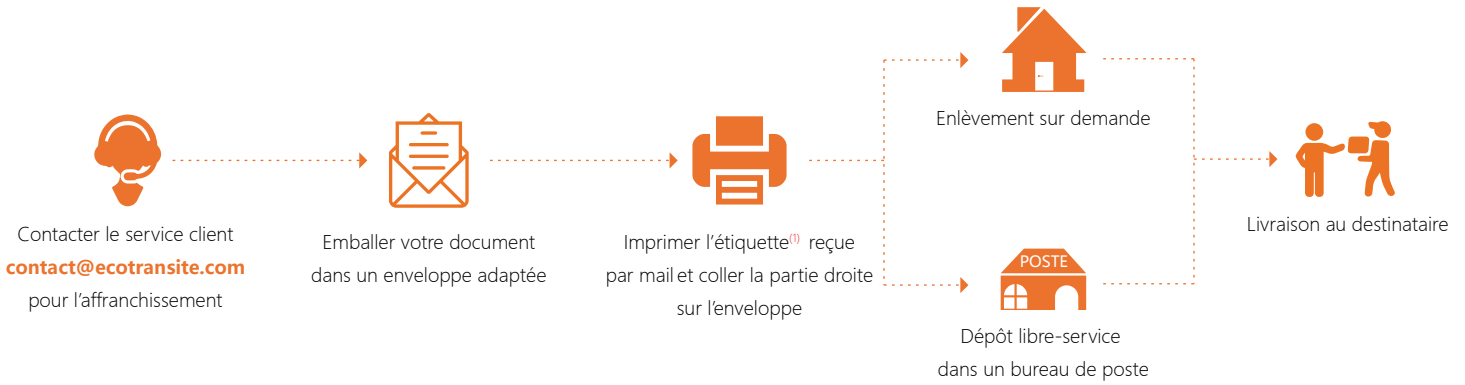 Contacter le service client
contact@ecotransite.com
pour l’affranchissement
Emballer votre document
dans un enveloppe adaptée
Imprimer l’étiquette(1) reçue
par mail et coller la partie droite
sur l’enveloppe
Enlèvement sur demande
POSTE
Dépôt libre-service
dans un bureau de poste
Livraison au destinataire